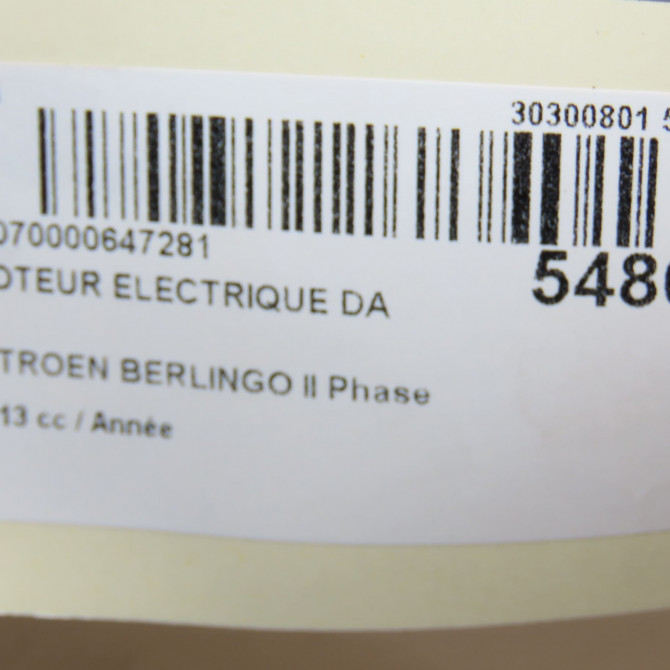 30300801 5
070000647281
548
OTEUR ELECTRIQUE DA
TROEN BERLINGO II Phase
13 cc / Année